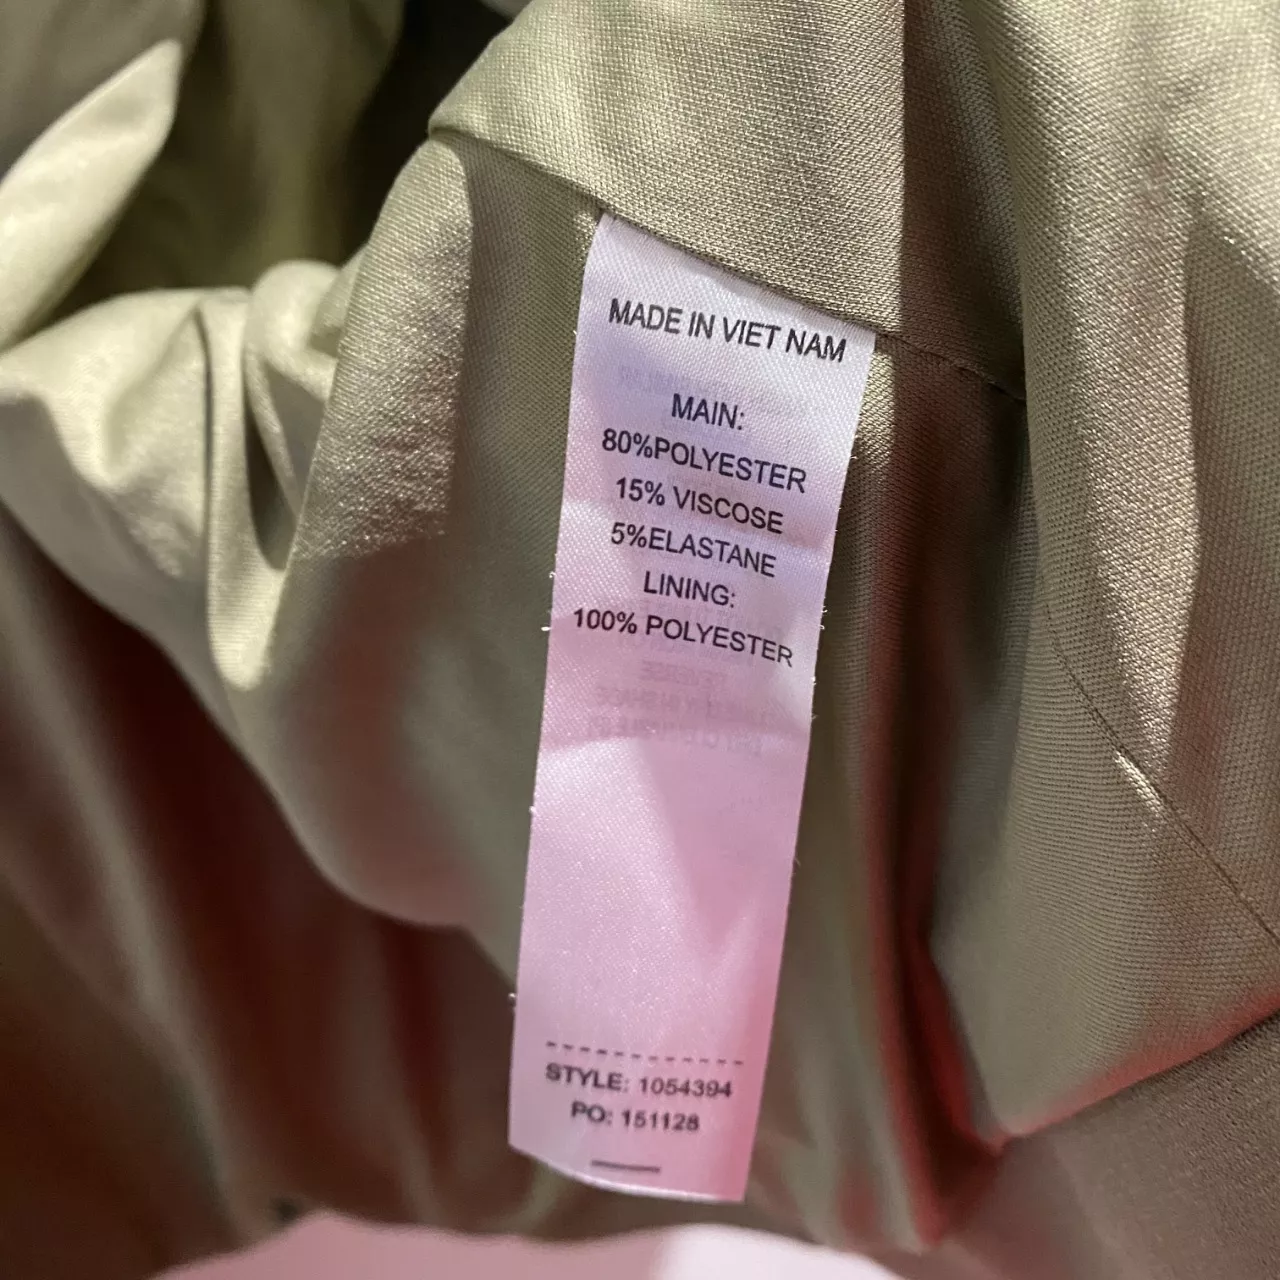 MADE IN VIET NAM
MAIN:
80%POLYESTER
15% VISCOSE
5%ELASTANE
LINING:
100% POLYESTER
STYLE: 1054394
PO: 151128